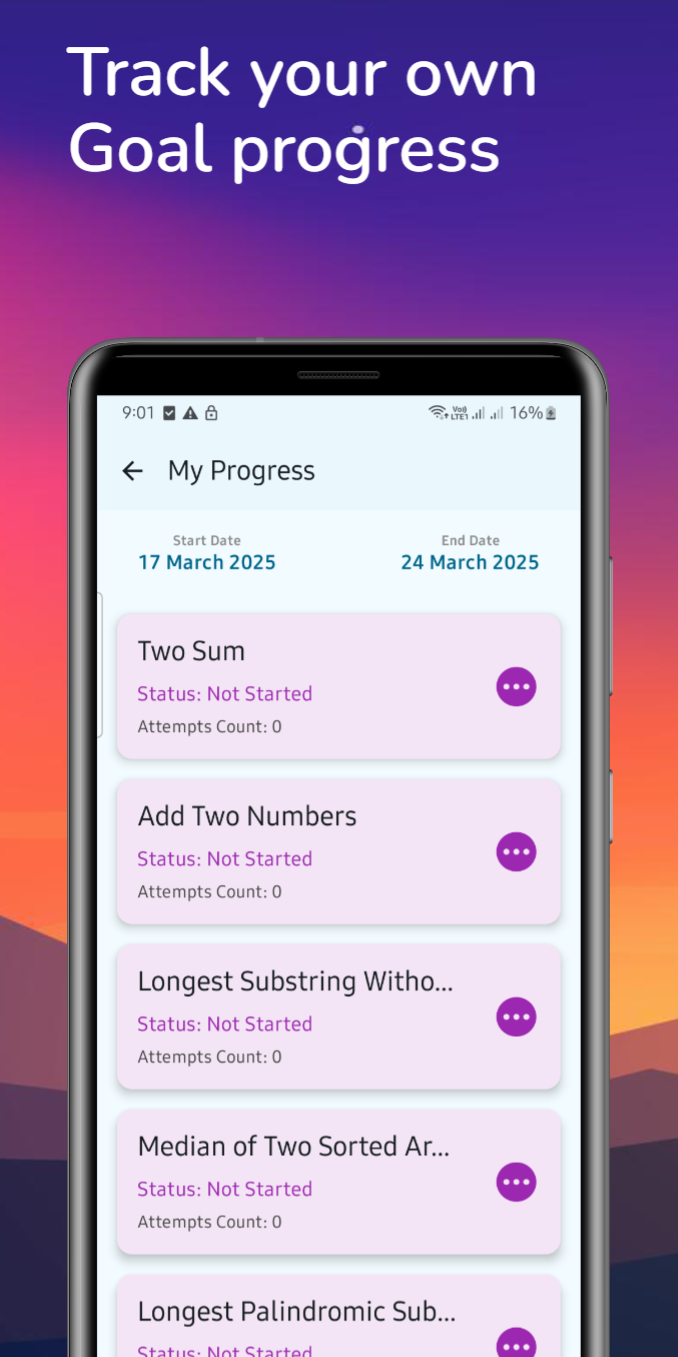 Track your own
Goal progress
9:01 16%
My Progress
Start Date End Date
17 March 2025 24 March 2025
Two Sum
Status: Not Started
Attempts Count: 0
Add Two Numbers
Status: Not Started
Attempts Count: 0
Longest Substring Witho...
Status: Not Started
Attempts Count: 0
Median of Two Sorted Ar...
Status: Not Started
Attempts Count: 0
Longest Palindromic Sub...
Status: Not Started